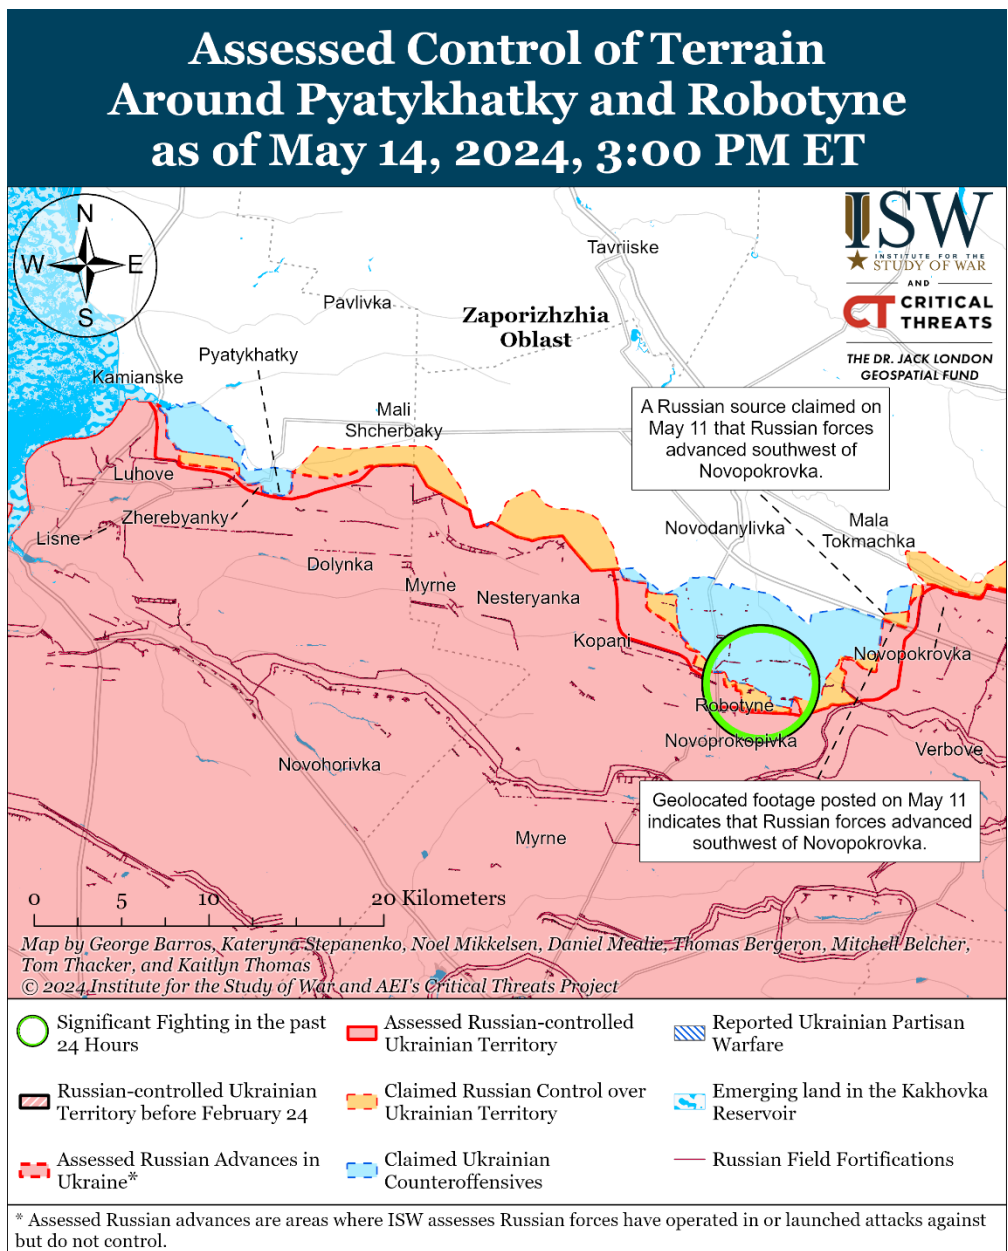 Assessed Control of Terrain
Around Pyatykhatky and Robotyne
as of May 14, 2024, 3:00 PM ET
N
W
E
S
ISW
INSTITUTE FOR THE
STUDY OF WAR
AND
CT CRITICAL
THREATS
THE DR. JACK LONDON
GEOSPATIAL FUND
Tavriiske
Pavlivka
Zaporizhzhia
Oblast
Pyatykhatky
Kamianske
Mali
Shcherbaky
A Russian source claimed on
May 11 that Russian forces
advanced southwest of
Novopokrovka.
Luhove
Zherebyanky
Lisne
Novodanylivka
Mala
Tokmachka
Dolynka
Myrne
Nesteryanka
Kopani
Novopokrovka
Robotyne
Novoprokopivka
Verbove
Novohorivka
Geolocated footage posted on May 11
indicates that Russian forces advanced
southwest of Novopokrovka.
Myrne
0 5 10 20 Kilometers
Map by George Barros, Kateryna Stepanenko, Noel Mikkelsen, Daniel Mealie, Thomas Bergeron, Mitchell Belcher,
Tom Thacker, and Kaitlyn Thomas
© 2024 Institute for the Study of War and AEI's Critical Threats Project
Significant Fighting in the past
24 Hours
Assessed Russian-controlled
Ukrainian Territory
Reported Ukrainian Partisan
Warfare
Russian-controlled Ukrainian
Territory before February 24
Claimed Russian Control over
Ukrainian Territory
Emerging land in the Kakhovka
Reservoir
Assessed Russian Advances in
Ukraine*
Claimed Ukrainian
Counteroffensives
Russian Field Fortifications
* Assessed Russian advances are areas where ISW assesses Russian forces have operated in or launched attacks against
but do not control.